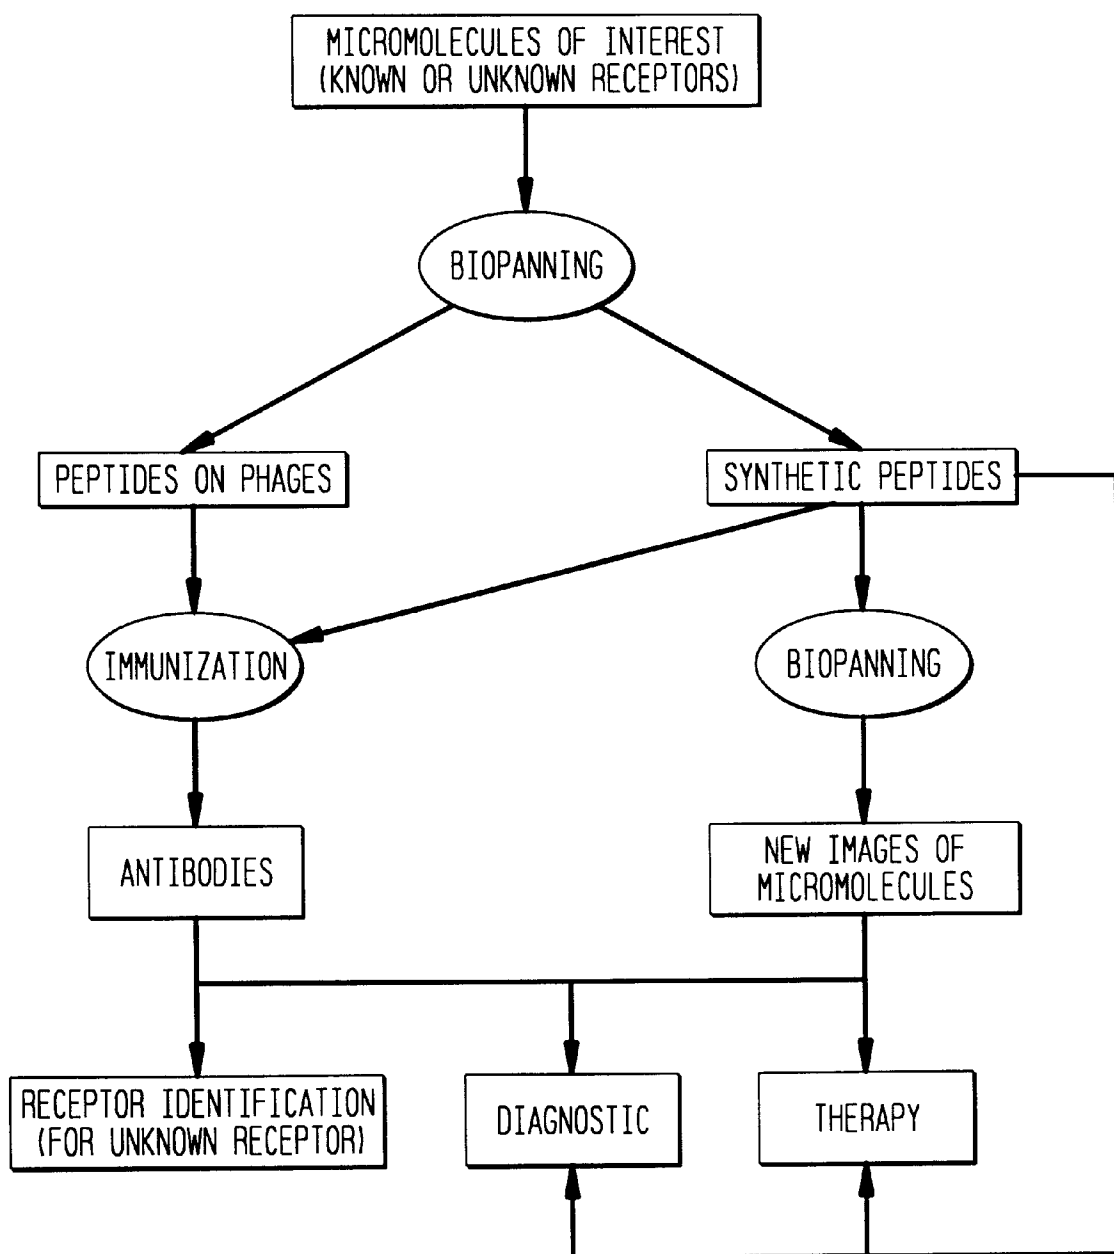 MICROMOLECULES OF INTEREST
(KNOWN OR UNKNOWN RECEPTORS)
BIOPANNING
PEPTIDES ON PHAGES
SYNTHETIC PEPTIDES
IMMUNIZATION
BIOPANNING
ANTIBODIES
NEW IMAGES OF
MICROMOLECULES
RECEPTOR IDENTIFICATION
(FOR UNKNOWN RECEPTOR)
DIAGNOSTIC
THERAPY